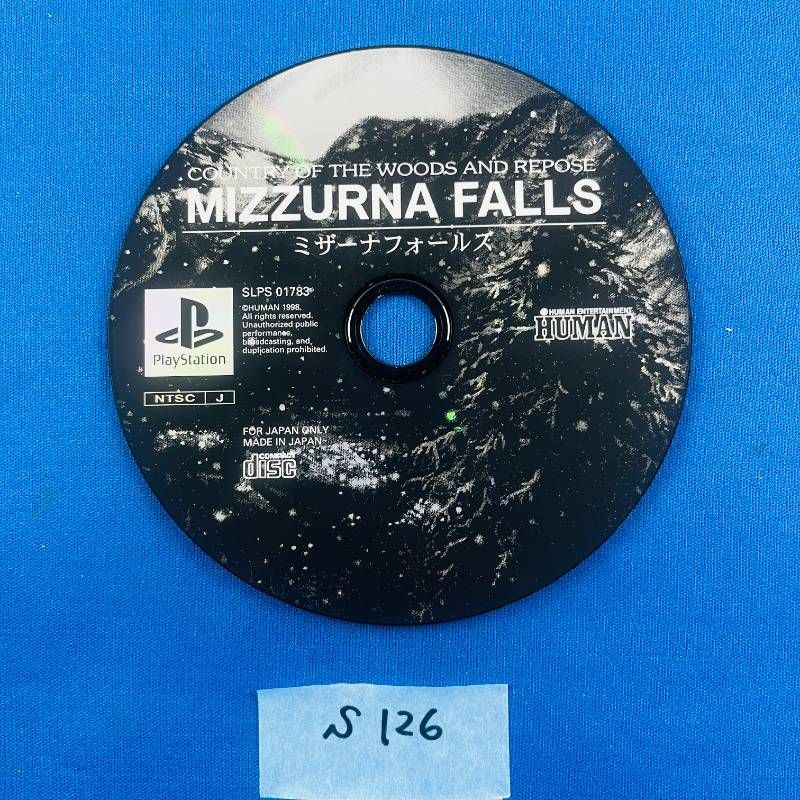 COUNTRY OF THE WOODS AND REPOSE
MIZZURNA FALLS
ミザーナフォールズ
SLPS 01783
©HUMAN 1998.
All rights reserved.
Unauthorized public
performance,
broadcasting, and
duplication prohibited.
PlayStation
NTSC J
HUMAN ENTERTAINMENT
HUMAN
FOR JAPAN ONLY
MADE IN JAPAN
COMPACT
disc
S 126